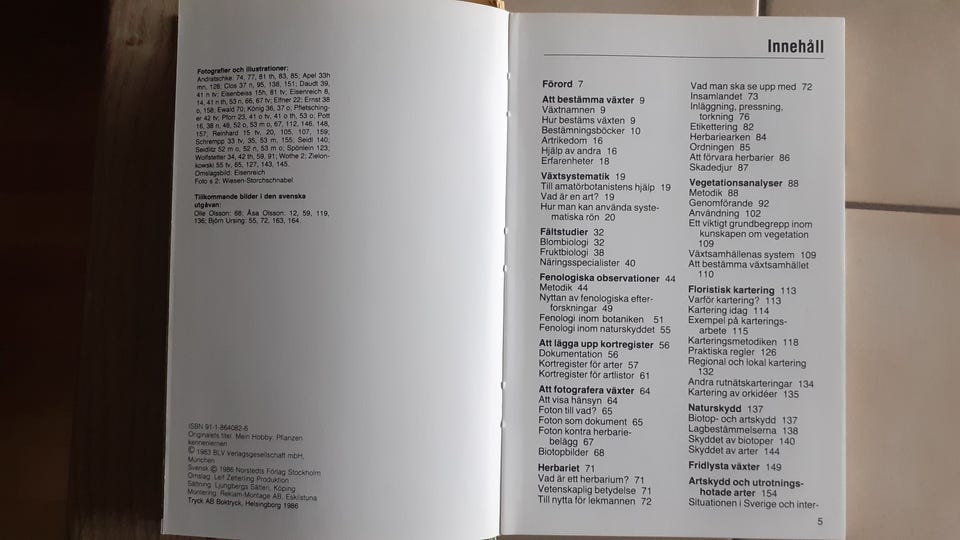 Fotografier och illustrationer:
Andratschke: 74, 77, 81 th, 83, 85; Apel 33h
mn, 128; Clos 37 n, 95, 138, 151; Daudt 39,
41 n tv; Eisenbeiss 15h, 81 tv; Eisenreich 8,
14, 41 n th, 53 n, 66, 67 tv; Elfner 22; Ernst 38
o, 158; Ewald 70; König 36, 37 o; Pfletsching-
er 42 tv; Pforr 23, 41 o tv, 41 o th, 53 o; Pott
16, 38 n, 48, 52 o, 53 m o, 67, 112, 146, 148,
157; Reinhard 15 tv, 20, 105, 107, 159;
Schrempp 33 tv, 35, 53 m, 155; Seidl 140;
Seidlitz 52 m o, 52 n, 53 m o; Spönlein 123;
Wolfstetter 34, 42 th, 59, 91; Wothe 2; Zielon-
kowski 55 tv, 65, 127, 143, 145.
Omslagsbild: Eisenreich
Foto s 2: Wiesen-Storchschnabel
Tillkommande bilder i den svenska
utgåvan:
Olle Olsson: 68; Åsa Olsson: 12, 59, 119,
136; Björn Ursing: 55, 72, 163, 164.
ISBN 91-1-864082-6
Originalets titel: Mein Hobby: Pflanzen
kennenlernen
© 1983 BLV Verlagsgesellschaft mbH,
München
Svensk © 1986 Norstedts Förlag Stockholm
Omslag: Leif Zetterling Produktion
Sättning: Ljungbergs Sätteri, Köping
Montering: Reklam-Montage AB, Eskilstuna
Tryck AB Boktryck, Helsingborg 1986
Innehåll
Förord 7
Att bestämma växter 9
Växtnamnen 9
Hur bestäms växten 9
Bestämningsböcker 10
Artrikedom 16
Hjälp av andra 16
Erfarenheter 18
Växtsystematik 19
Till amatörbotanistens hjälp 19
Vad är en art? 19
Hur man kan använda syste-
matiska rön 20
Fältstudier 32
Blombiologi 32
Fruktbiologi 38
Näringsspecialister 40
Fenologiska observationer 44
Metodik 44
Nyttan av fenologiska efter-
forskningar 49
Fenologi inom botaniken 51
Fenologi inom naturskyddet 55
Att lägga upp kortregister 56
Dokumentation 56
Kortregister för arter 57
Kortregister för artlistor 61
Att fotografera växter 64
Att visa hänsyn 64
Foton till vad? 65
Foton som dokument 65
Foton kontra herbarie-
belägg 67
Biotopbilder 68
Herbariet 71
Vad är ett herbarium? 71
Vetenskaplig betydelse 71
Till nytta för lekmannen 72
Vad man ska se upp med 72
Insamlandet 73
Inläggning, pressning,
torkning 76
Etikettering 82
Herbariearken 84
Ordningen 85
Att förvara herbarier 86
Skadedjur 87
Vegetationsanalyser 88
Metodik 88
Genomförande 92
Användning 102
Ett viktigt grundbegrepp inom
kunskapen om vegetation
109
Växtsamhällenas system 109
Att bestämma växtsamhället
110
Floristisk kartering 113
Varför kartering? 113
Kartering idag 114
Exempel på karterings-
arbete 115
Karteringsmetodiken 118
Praktiska regler 126
Regional och lokal kartering
132
Andra rutnätskarteringar 134
Kartering av orkidéer 135
Naturskydd 137
Biotop- och artskydd 137
Lagbestämmelserna 138
Skyddet av biotoper 140
Skyddet av arter 144
Fridlysta växter 149
Artskydd och utrotnings-
hotade arter 154
Situationen i Sverige och inter-
5